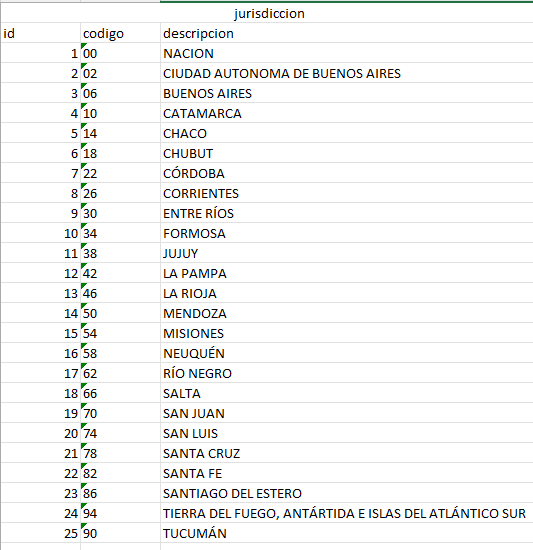 jurisdiccion
id codigo descripcion
1 00 NACION
2 02 CIUDAD AUTONOMA DE BUENOS AIRES
3 06 BUENOS AIRES
4 10 CATAMARCA
5 14 CHACO
6 18 CHUBUT
7 22 CÓRDOBA
8 26 CORRIENTES
9 30 ENTRE RÍOS
10 34 FORMOSA
11 38 JUJUY
12 42 LA PAMPA
13 46 LA RIOJA
14 50 MENDOZA
15 54 MISIONES
16 58 NEUQUÉN
17 62 RÍO NEGRO
18 66 SALTA
19 70 SAN JUAN
20 74 SAN LUIS
21 78 SANTA CRUZ
22 82 SANTA FE
23 86 SANTIAGO DEL ESTERO
24 94 TIERRA DEL FUEGO, ANTÁRTIDA E ISLAS DEL ATLÁNTICO SUR
25 90 TUCUMÁN